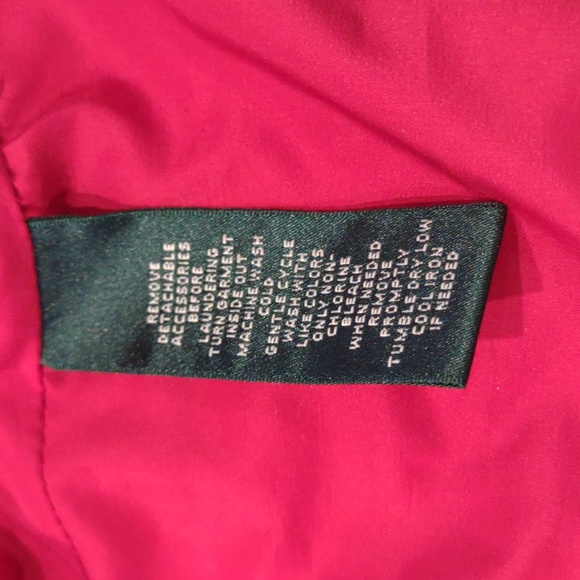 REMOVE
DETACHABLE
ACCESSORIES
BEFORE
LAUNDERING
TURN GARMENT
INSIDE OUT
MACHINE WASH
COLD
GENTLE CYCLE
WASH WITH
LIKE COLORS
ONLY NON-
CHLORINE
BLEACH
WHEN NEEDED
REMOVE
PROMPTLY
TUMBLE DRY LOW
COOL IRON
IF NEEDED